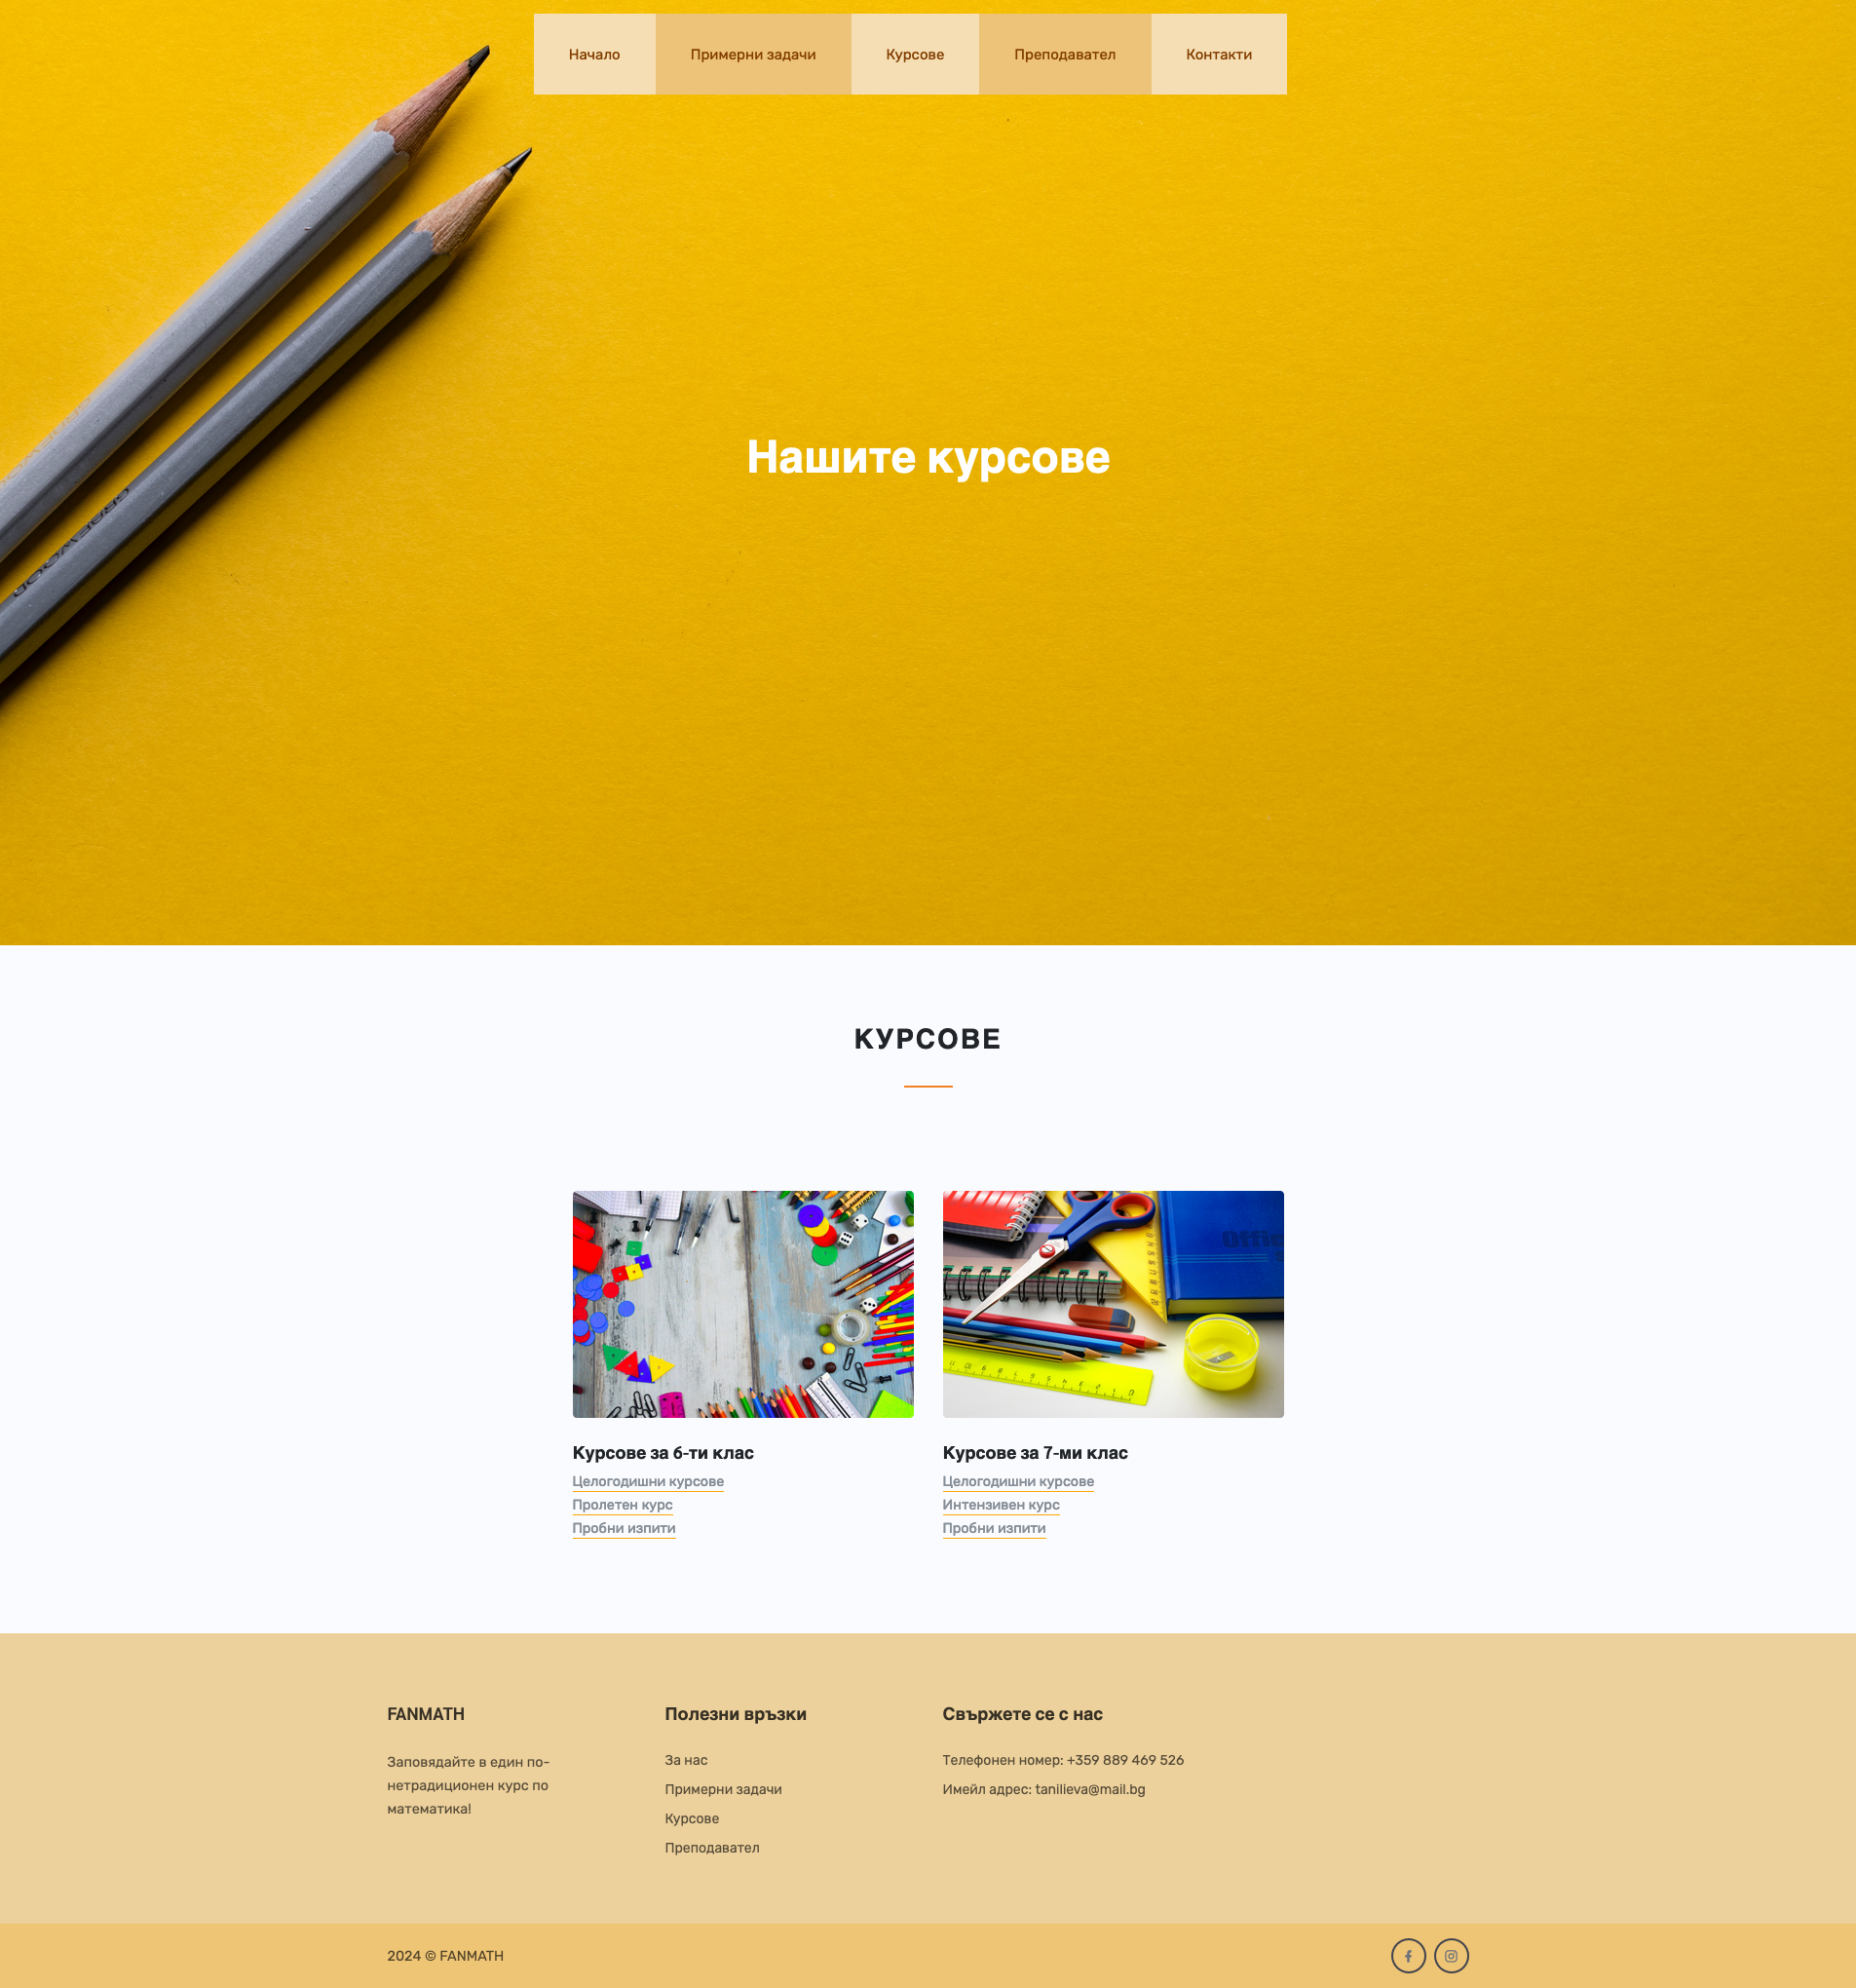 Начало
Примерни задачи
Курсове
Преподавател
Контакти
Нашите курсове
КУРСОВЕ
Курсове за 6-ти клас
Целогодишни курсове
Пролетен курс
Пробни изпити
Курсове за 7-ми клас
Целогодишни курсове
Интензивен курс
Пробни изпити
FANMATH
Заповядайте в един по-
нетрадиционен курс по
математика!
Полезни връзки
За нас
Примерни задачи
Курсове
Преподавател
Свържете се с нас
Телефонен номер: +359 889 469 526
Имейл адрес: tanilieva@mail.bg
2024 © FANMATH